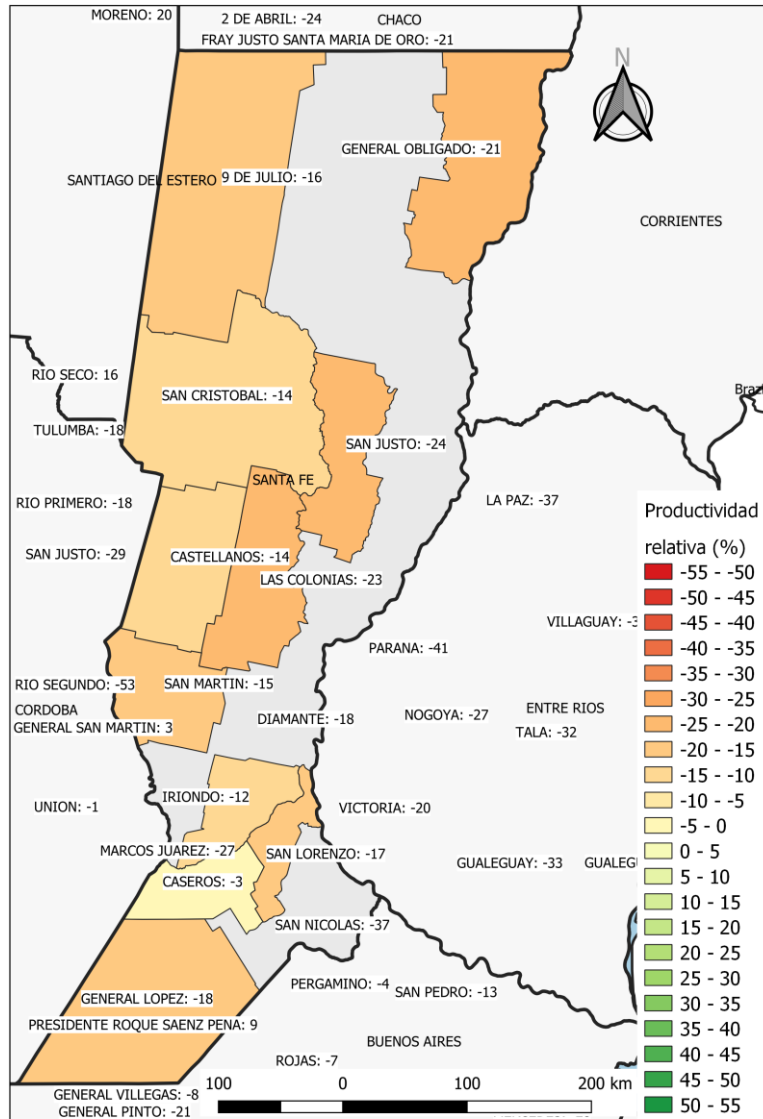 MORENO: 20
2 DE ABRIL: -24
CHACO
FRAY JUSTO SANTA MARIA DE ORO: -21
N
GENERAL OBLIGADO: -21
SANTIAGO DEL ESTERO
9 DE JULIO: -16
CORRIENTES
RIO SECO: 16
SAN CRISTOBAL: -14
Braz
TULUMBA: -18
SAN JUSTO: -24
SANTA FE
RIO PRIMERO: -18
LA PAZ: -37
SAN JUSTO: -29
CASTELLANOS: -14
LAS COLONIAS: -23
VILLAGUAY: -3
PARANA: -41
RIO SEGUNDO: -53
SAN MARTIN: -15
CORDOBA
DIAMANTE: -18
NOGOYA: -27
ENTRE RIOS
GENERAL SAN MARTIN: 3
TALA: -32
UNION: -1
IRIONDO: -12
VICTORIA: -20
MARCOS JUAREZ: -27
SAN LORENZO: -17
GUALEGUAY: -33
GUALEGU
CASEROS: -3
SAN NICOLAS: -37
PERGAMINO: -4
SAN PEDRO: -13
GENERAL LOPEZ: -18
PRESIDENTE ROQUE SAENZ PENA: 9
BUENOS AIRES
ROJAS: -7
GENERAL VILLEGAS: -8
GENERAL PINTO: -21
100 0 100 200 km
Productividad
relativa (%)
-55 - -50
-50 - -45
-45 - -40
-40 - -35
-35 - -30
-30 - -25
-25 - -20
-20 - -15
-15 - -10
-10 - -5
-5 - 0
0 - 5
5 - 10
10 - 15
15 - 20
20 - 25
25 - 30
30 - 35
35 - 40
40 - 45
45 - 50
50 - 55